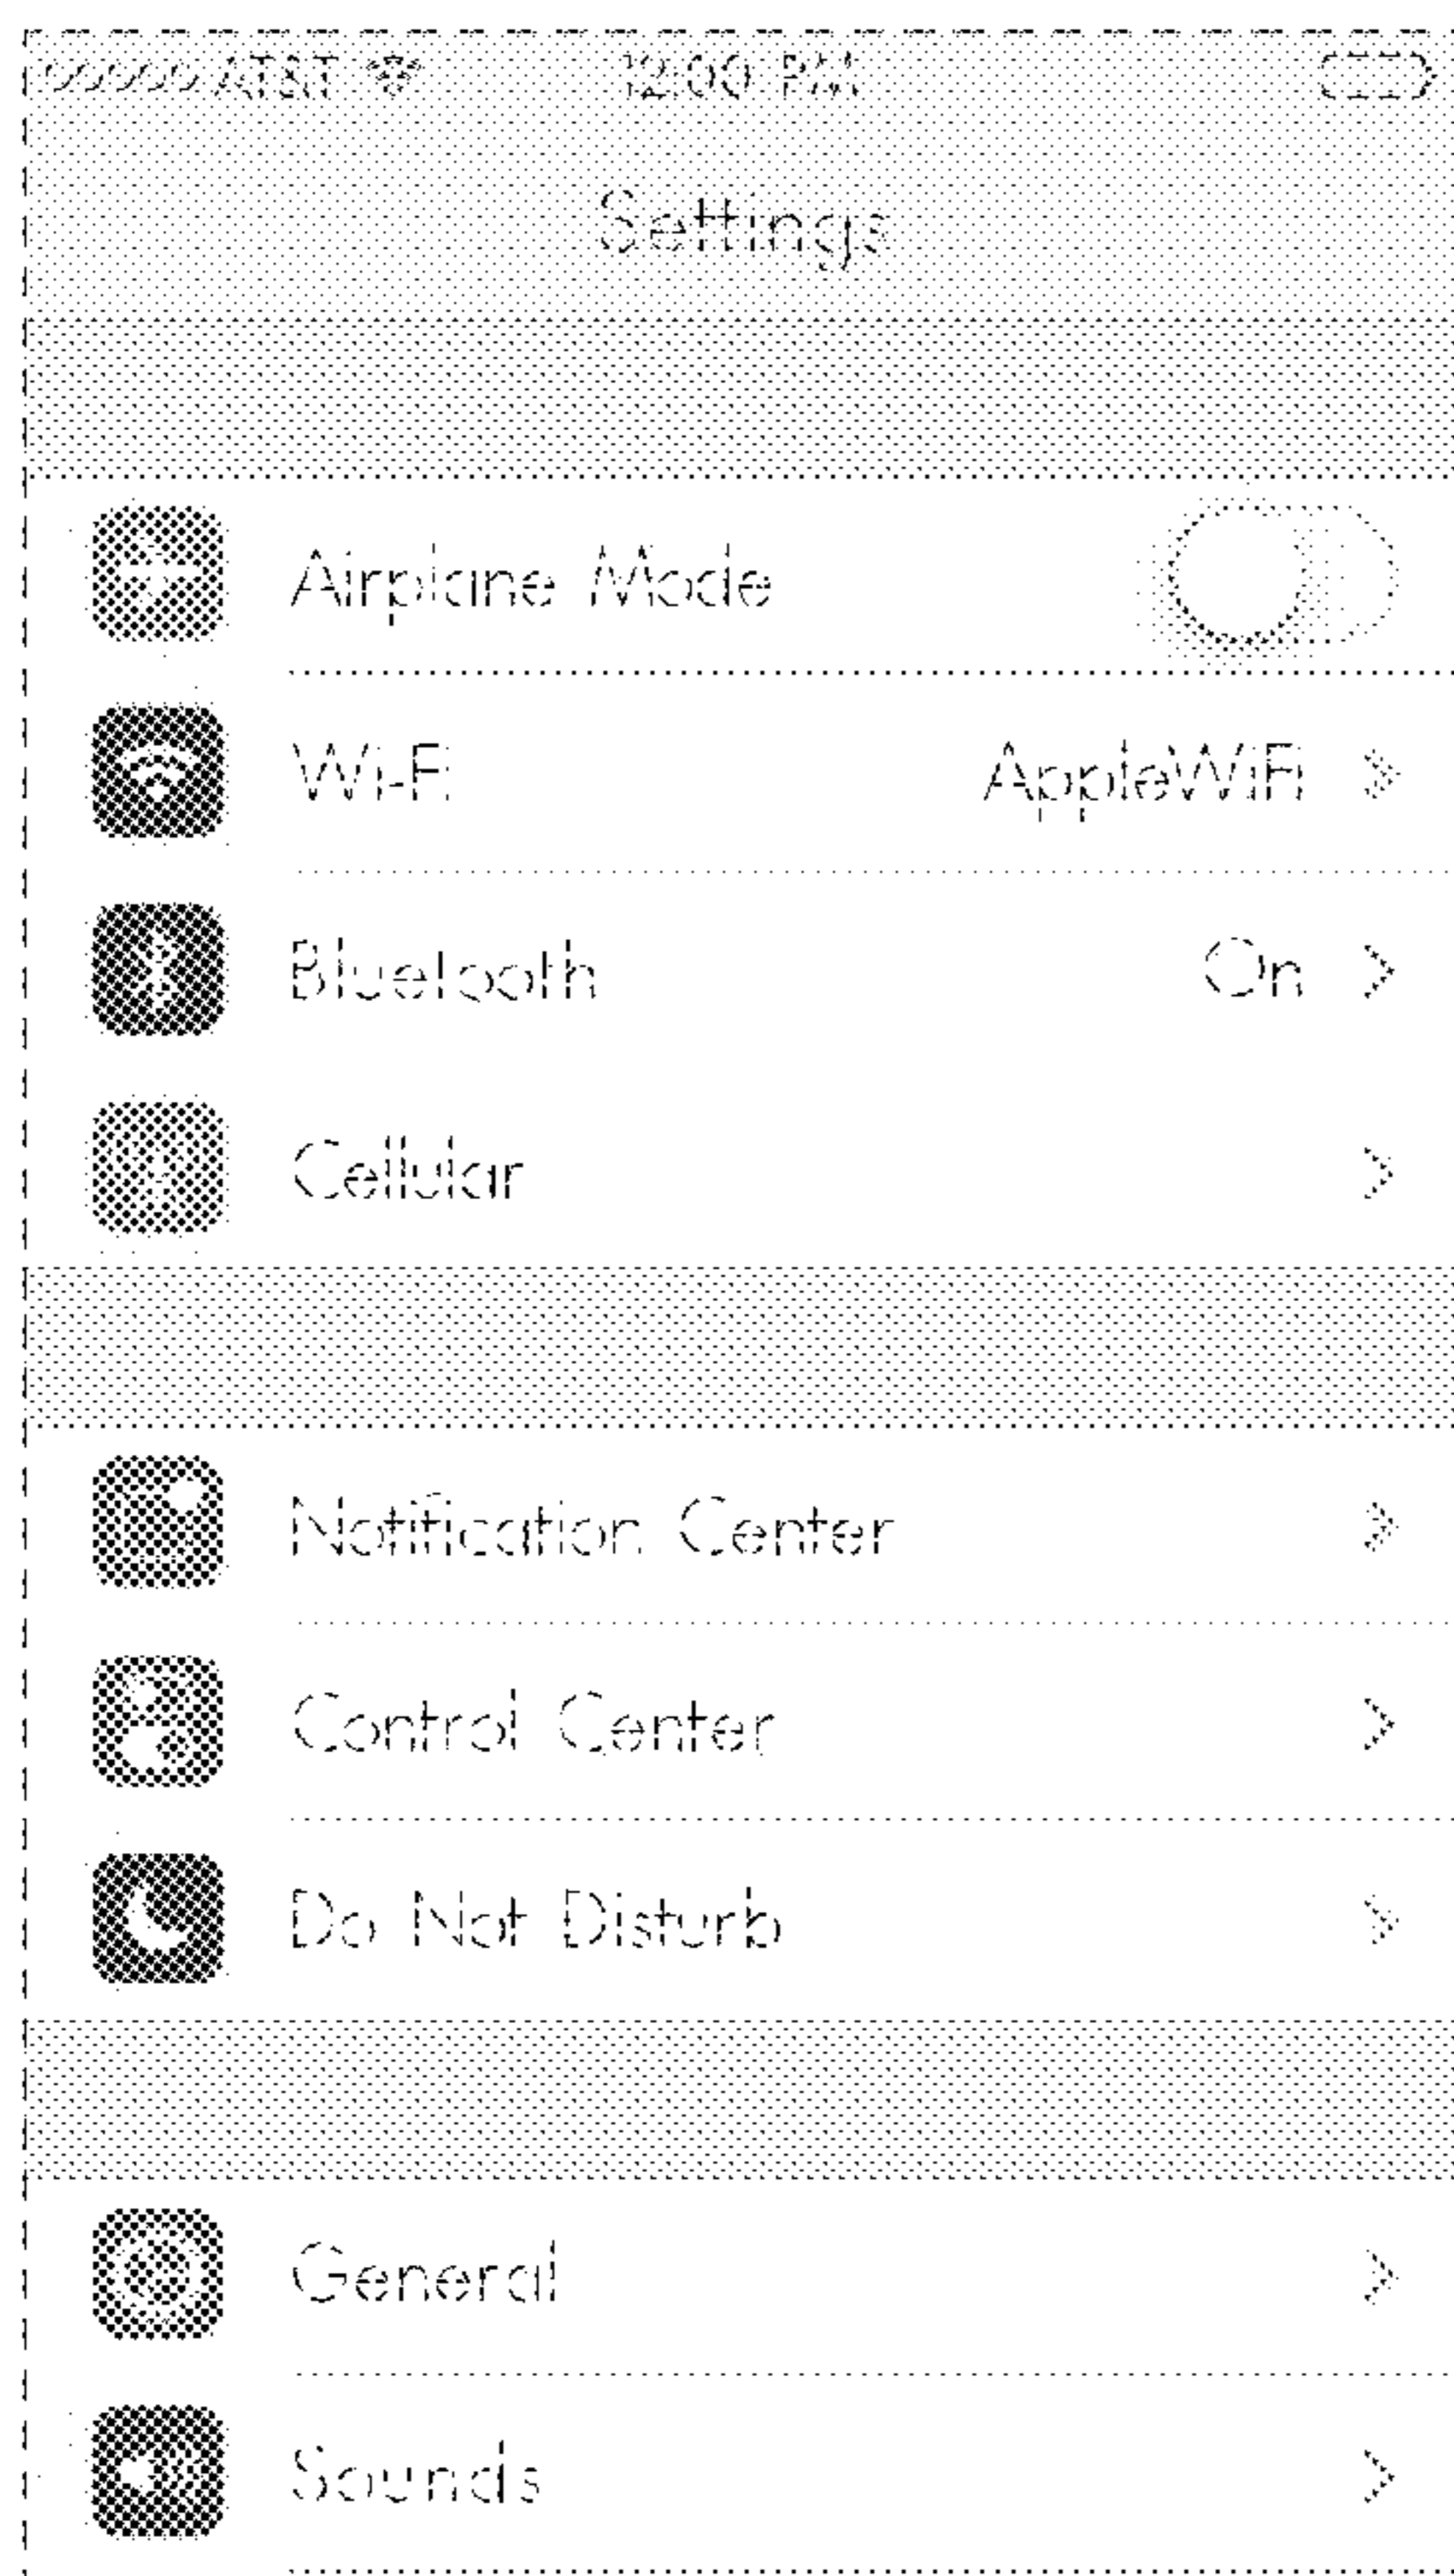 AT&T 12:00 PM
Settings
Airplane Mode
Wi-Fi AppleWiFi
Bluetooth On
Cellular
Notification Center
Control Center
Do Not Disturb
General
Sounds